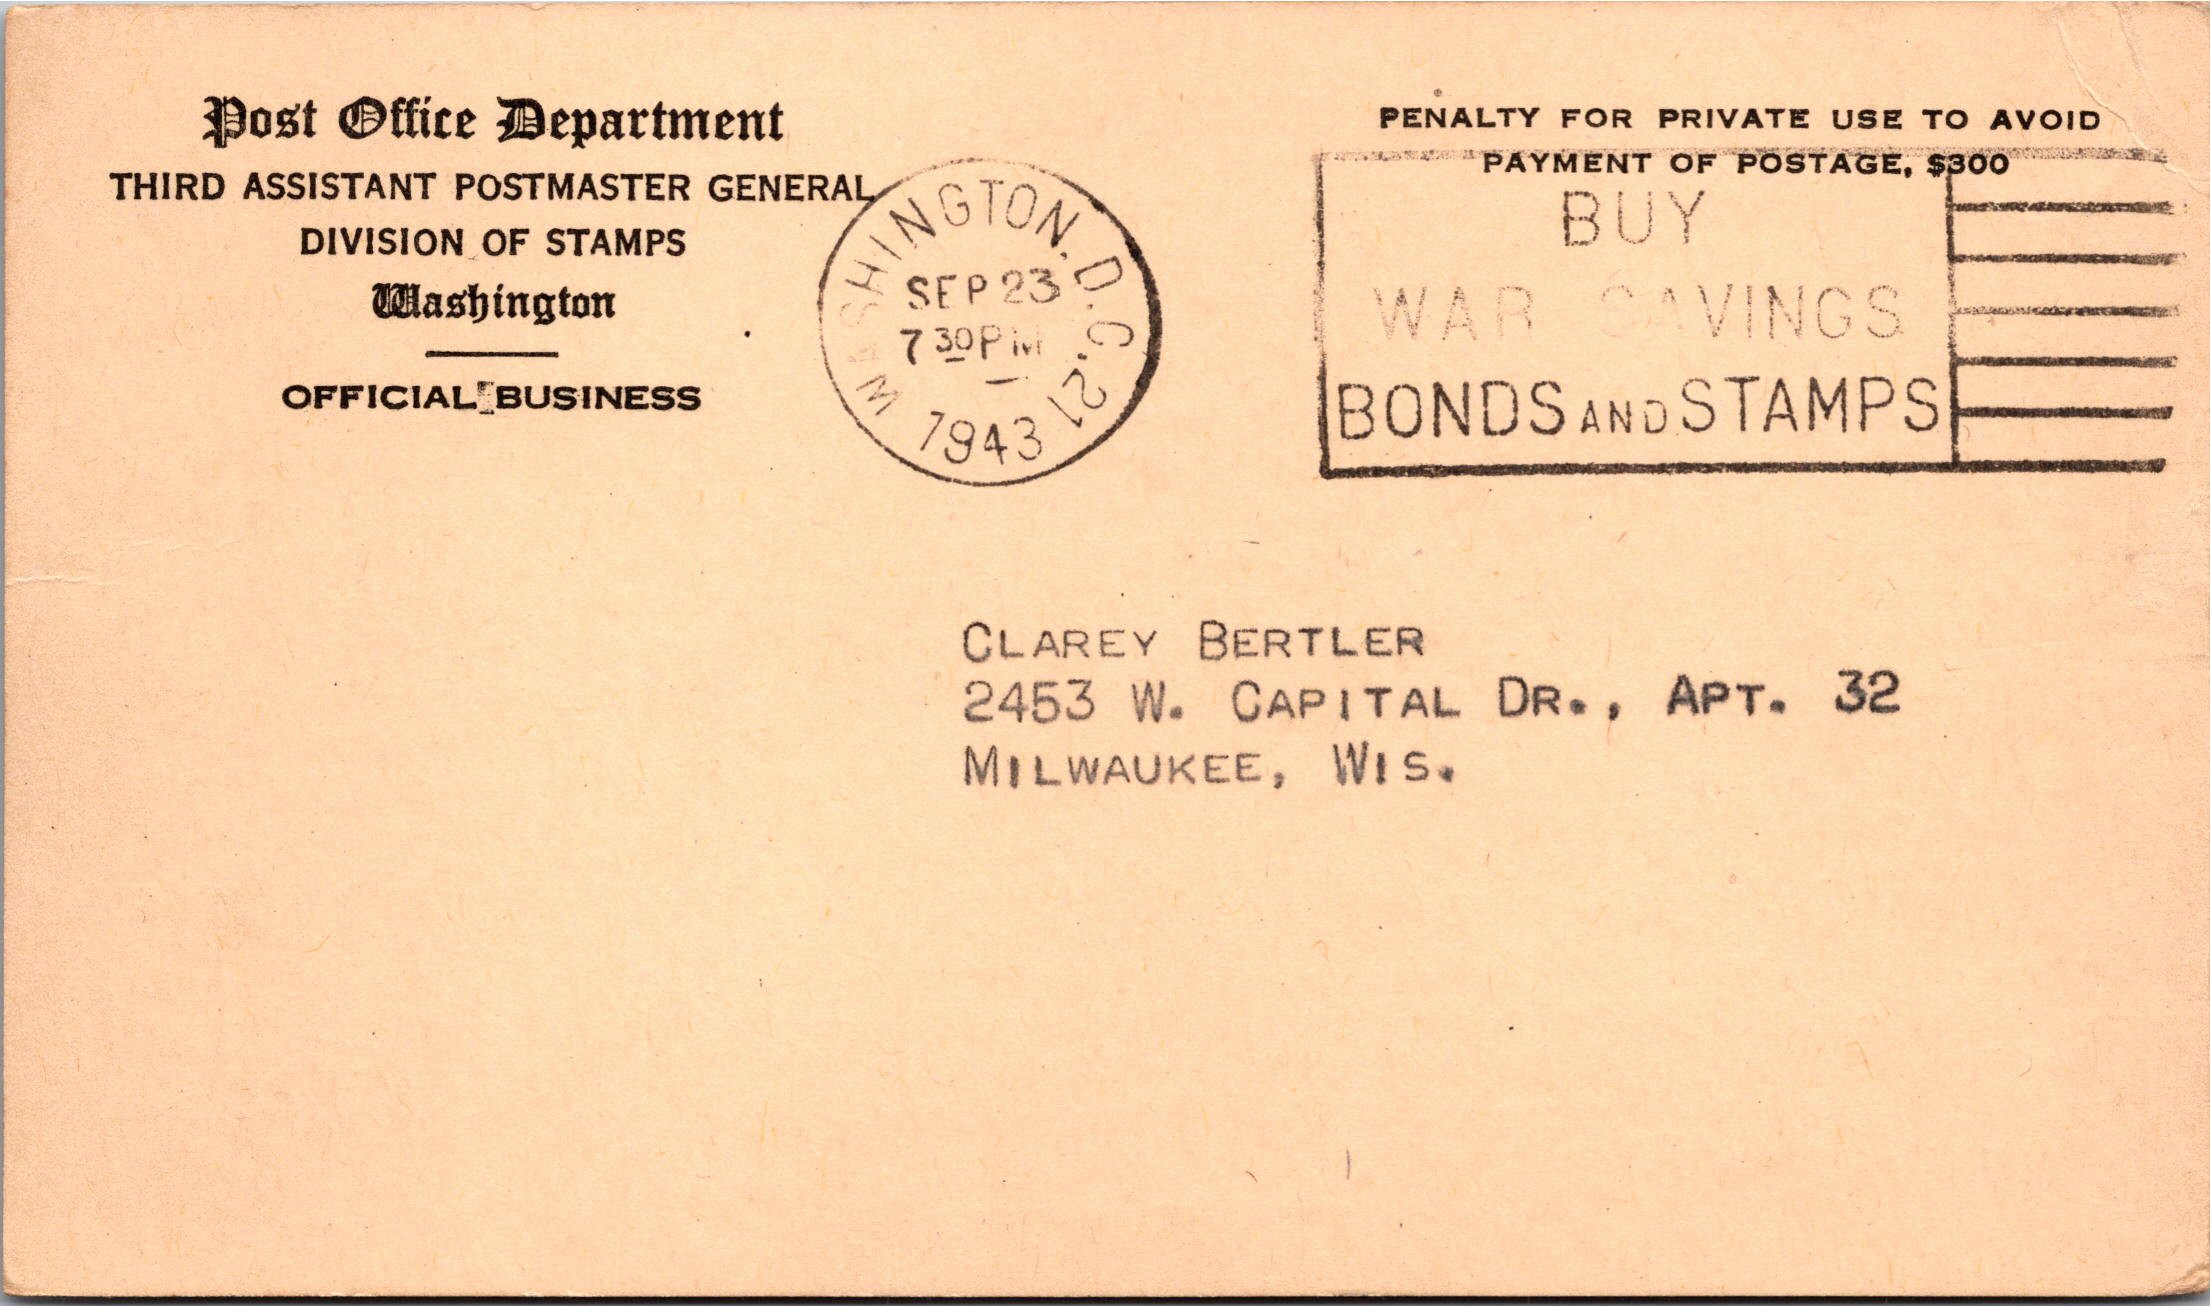 Post Office Department
THIRD ASSISTANT POSTMASTER GENERAL
DIVISION OF STAMPS
Washington
OFFICIAL BUSINESS
WASHINGTON, D.C. 21
SEP 23
7 30 PM
1943
PENALTY FOR PRIVATE USE TO AVOID
PAYMENT OF POSTAGE, $300
BUY
WAR SAVINGS
BONDS AND STAMPS
CLAREY BERTLER
2453 W. CAPITAL DR., APT. 32
MILWAUKEE, WIS.